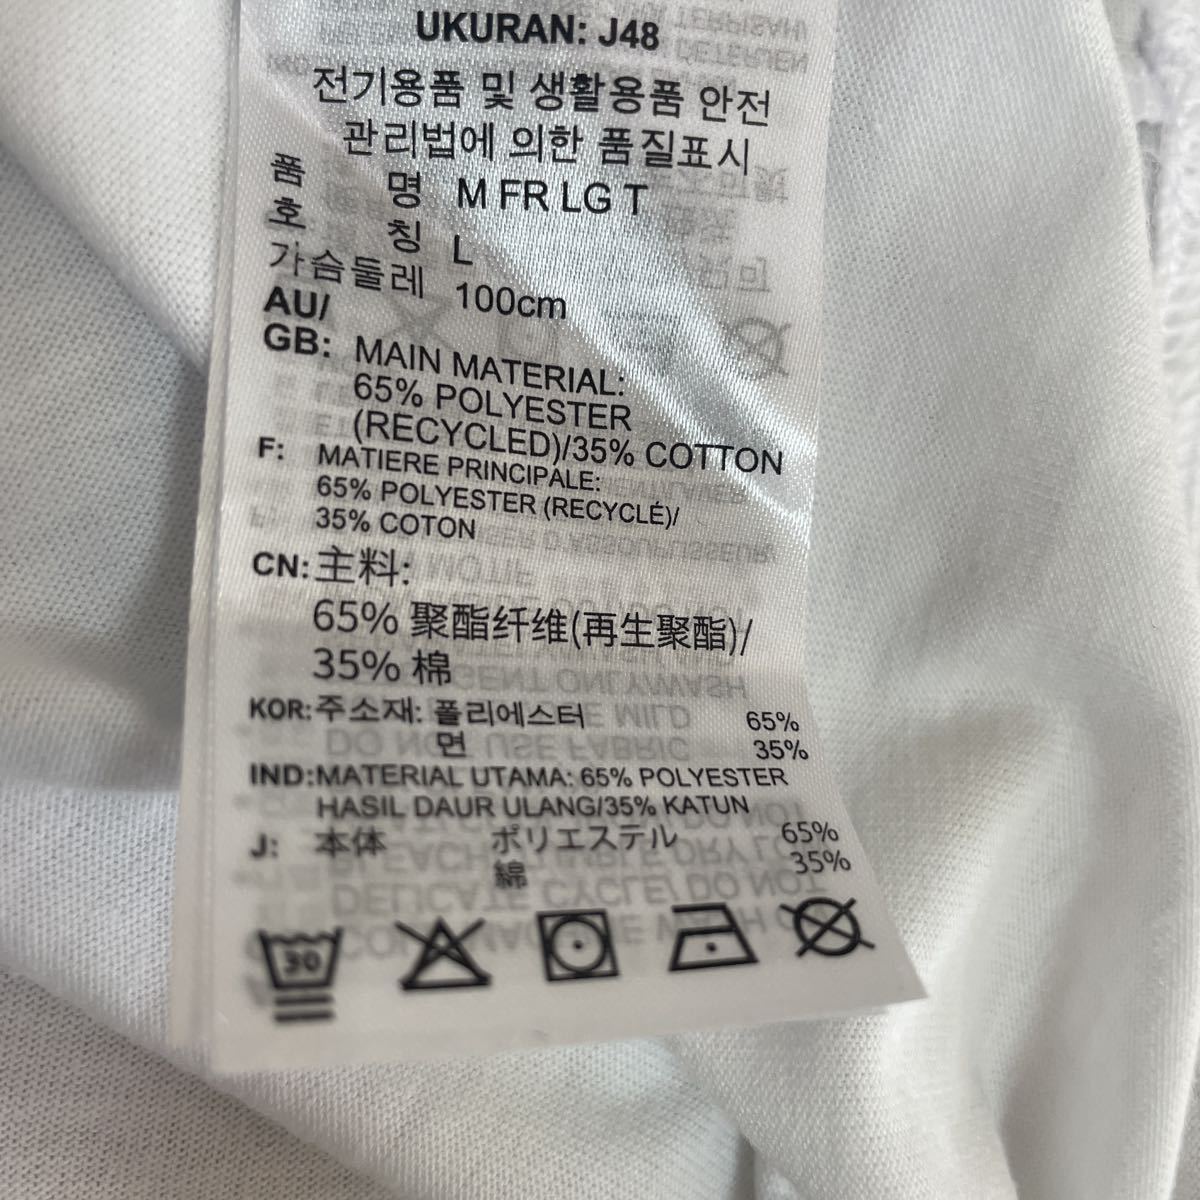 UKURAN: J48
전기용품 및 생활용품 안전
관리법에 의한 품질표시
품 명 M FR LG T
호 칭 L
가슴둘레 100cm
AU/
GB: MAIN MATERIAL:
65% POLYESTER
(RECYCLED)/35% COTTON
F: MATIERE PRINCIPALE:
65% POLYESTER (RECYCLÉ)/
35% COTON
CN: 主料:
65% 聚酯纤维(再生聚酯)/
35% 棉
KOR: 주소재: 폴리에스터 65%
면 35%
IND: MATERIAL UTAMA: 65% POLYESTER
HASIL DAUR ULANG/35% KATUN
J: 本体 ポリエステル 65%
綿 35%
30